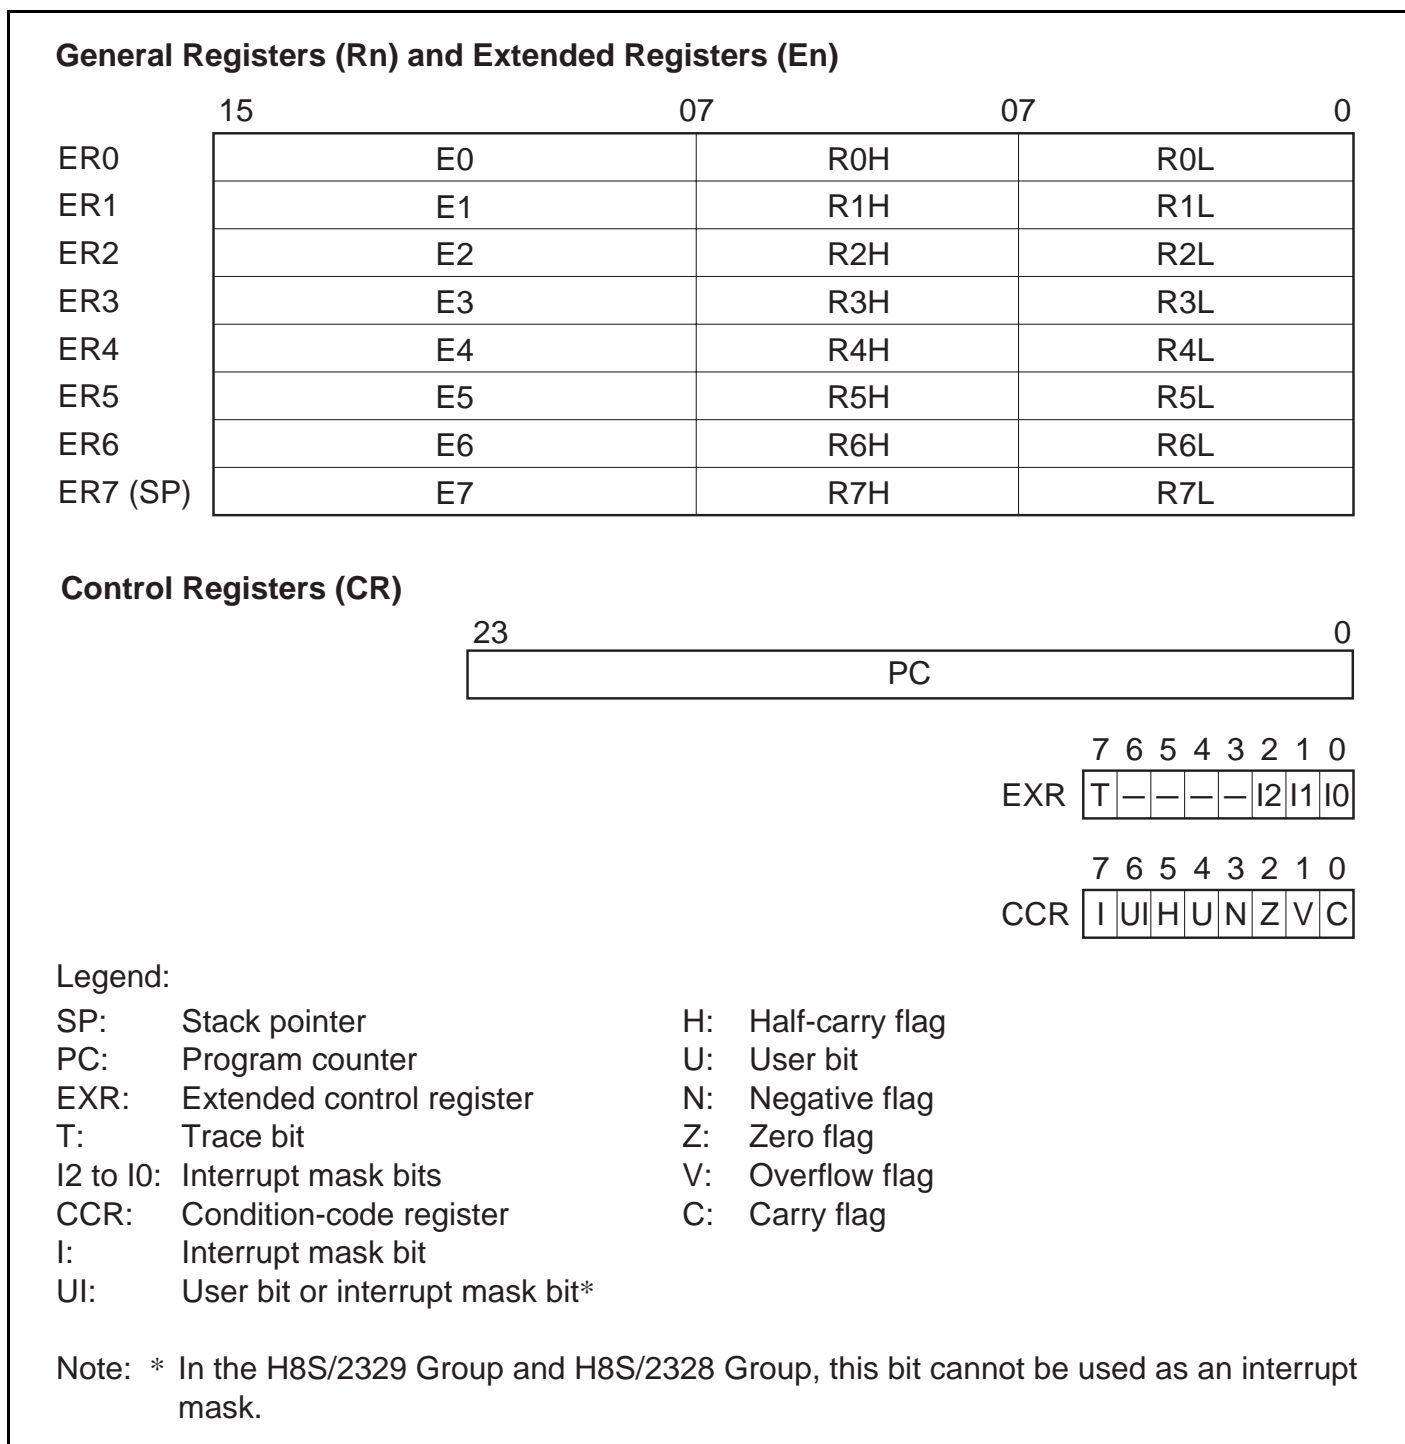 General Registers (Rn) and Extended Registers (En)
15 07 07 0
ER0 E0 R0H R0L
ER1 E1 R1H R1L
ER2 E2 R2H R2L
ER3 E3 R3H R3L
ER4 E4 R4H R4L
ER5 E5 R5H R5L
ER6 E6 R6H R6L
ER7 (SP) E7 R7H R7L
Control Registers (CR)
23 0
PC
7 6 5 4 3 2 1 0
EXR T — — — — I2 I1 I0
7 6 5 4 3 2 1 0
CCR I UI H U N Z V C
Legend:
SP: Stack pointer H: Half-carry flag
PC: Program counter U: User bit
EXR: Extended control register N: Negative flag
T: Trace bit Z: Zero flag
I2 to I0: Interrupt mask bits V: Overflow flag
CCR: Condition-code register C: Carry flag
I: Interrupt mask bit
UI: User bit or interrupt mask bit*
Note: * In the H8S/2329 Group and H8S/2328 Group, this bit cannot be used as an interrupt
mask.